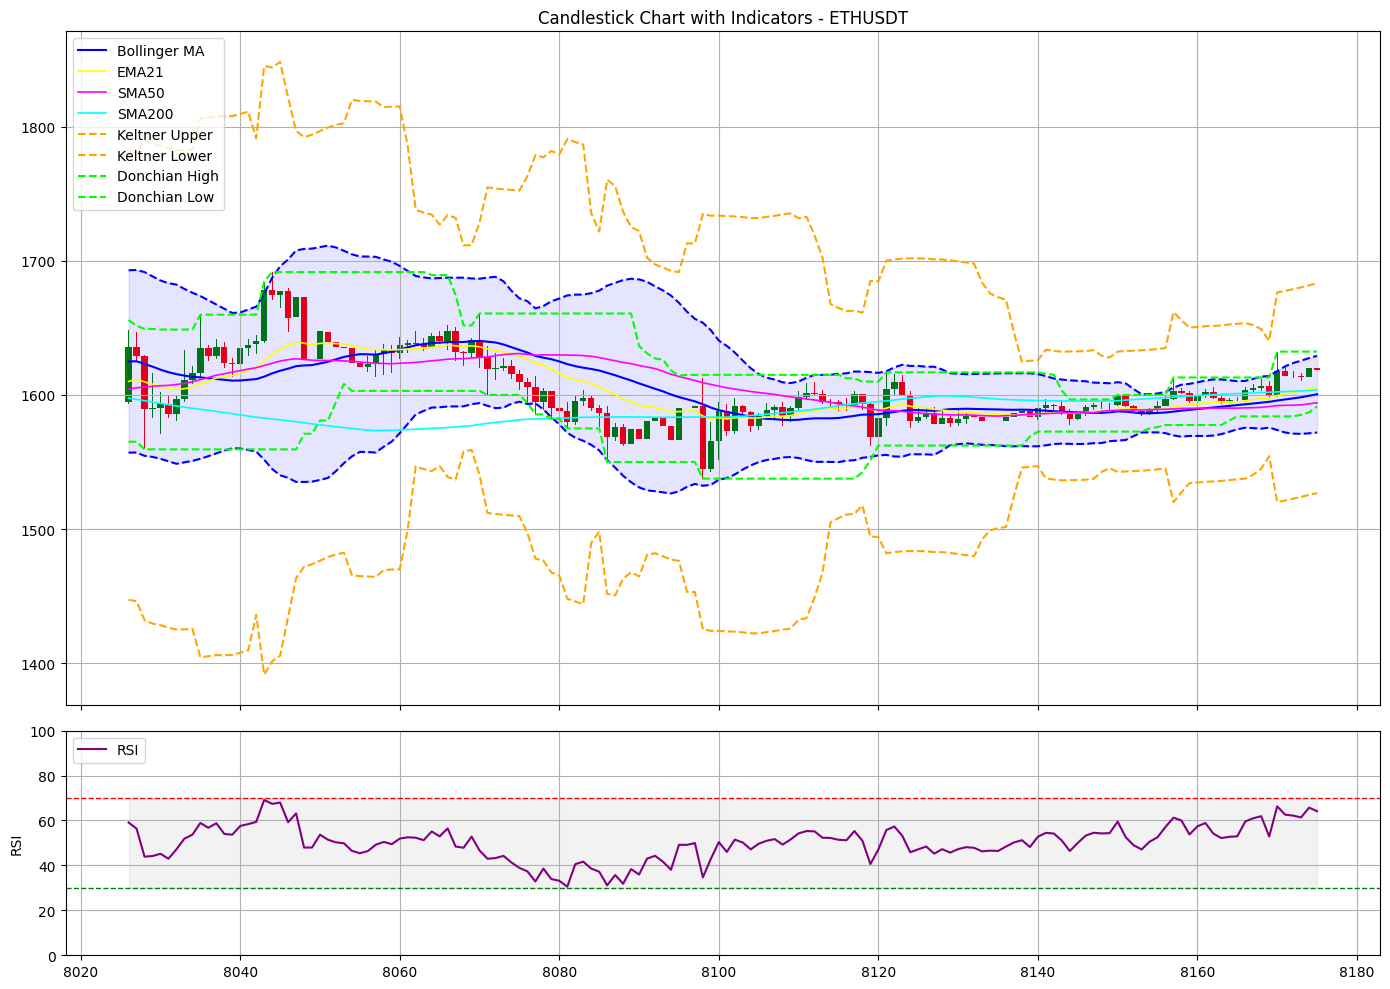 Candlestick Chart with Indicators - ETHUSDT
Bollinger MA
EMA21
SMA50
SMA200
Keltner Upper
Keltner Lower
Donchian High
Donchian Low
1800
1700
1600
1500
1400
RSI
100
80
60
40
20
0
RSI
8020 8040 8060 8080 8100 8120 8140 8160 8180